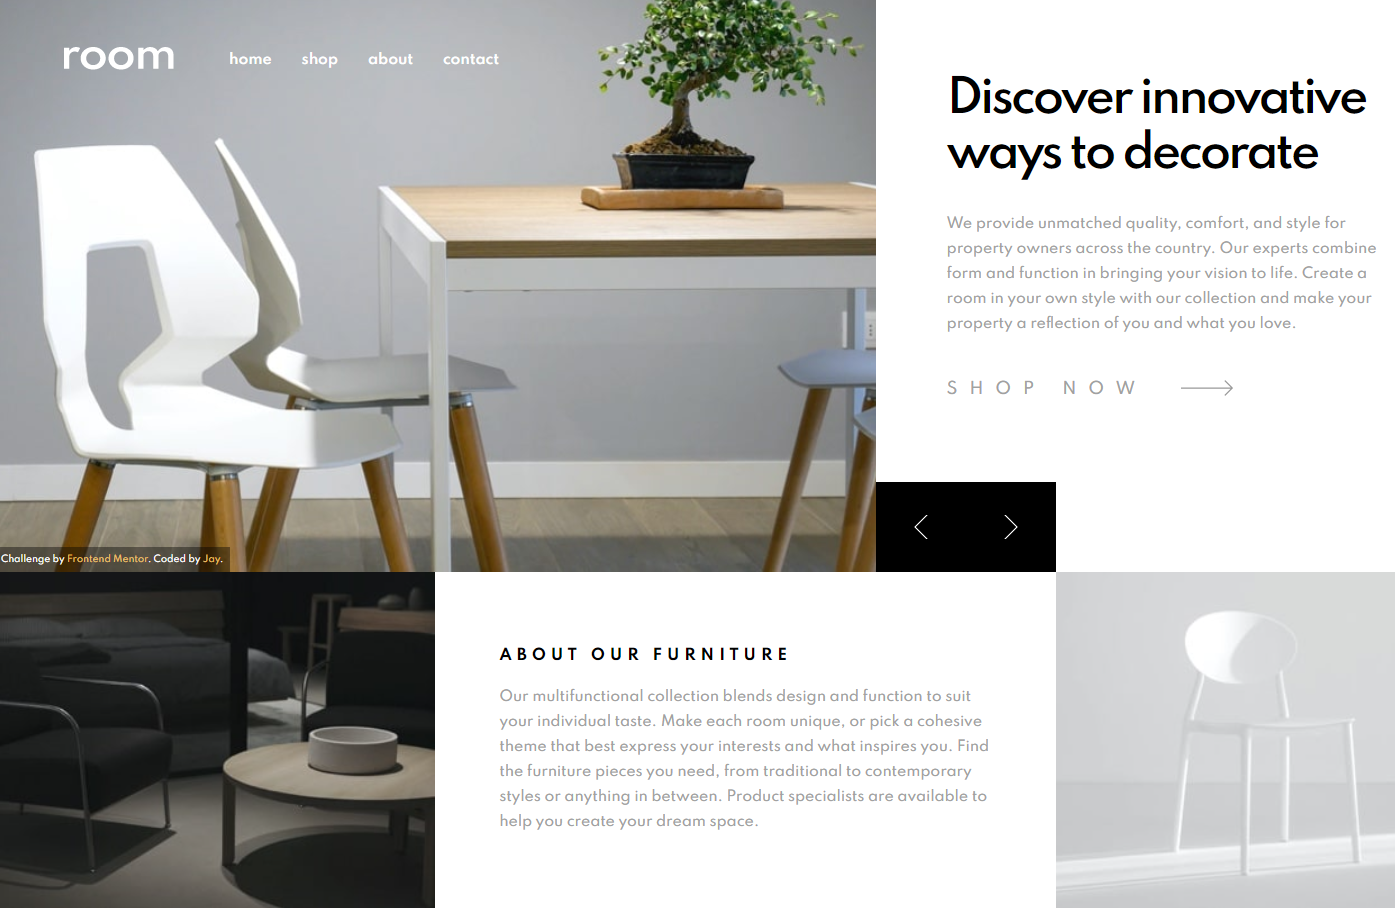 room
home shop about contact
Discover innovative
ways to decorate
We provide unmatched quality, comfort, and style for
property owners across the country. Our experts combine
form and function in bringing your vision to life. Create a
room in your own style with our collection and make your
property a reflection of you and what you love.
SHOP NOW
Challenge by Frontend Mentor. Coded by Jay.
ABOUT OUR FURNITURE
Our multifunctional collection blends design and function to suit
your individual taste. Make each room unique, or pick a cohesive
theme that best express your interests and what inspires you. Find
the furniture pieces you need, from traditional to contemporary
styles or anything in between. Product specialists are available to
help you create your dream space.